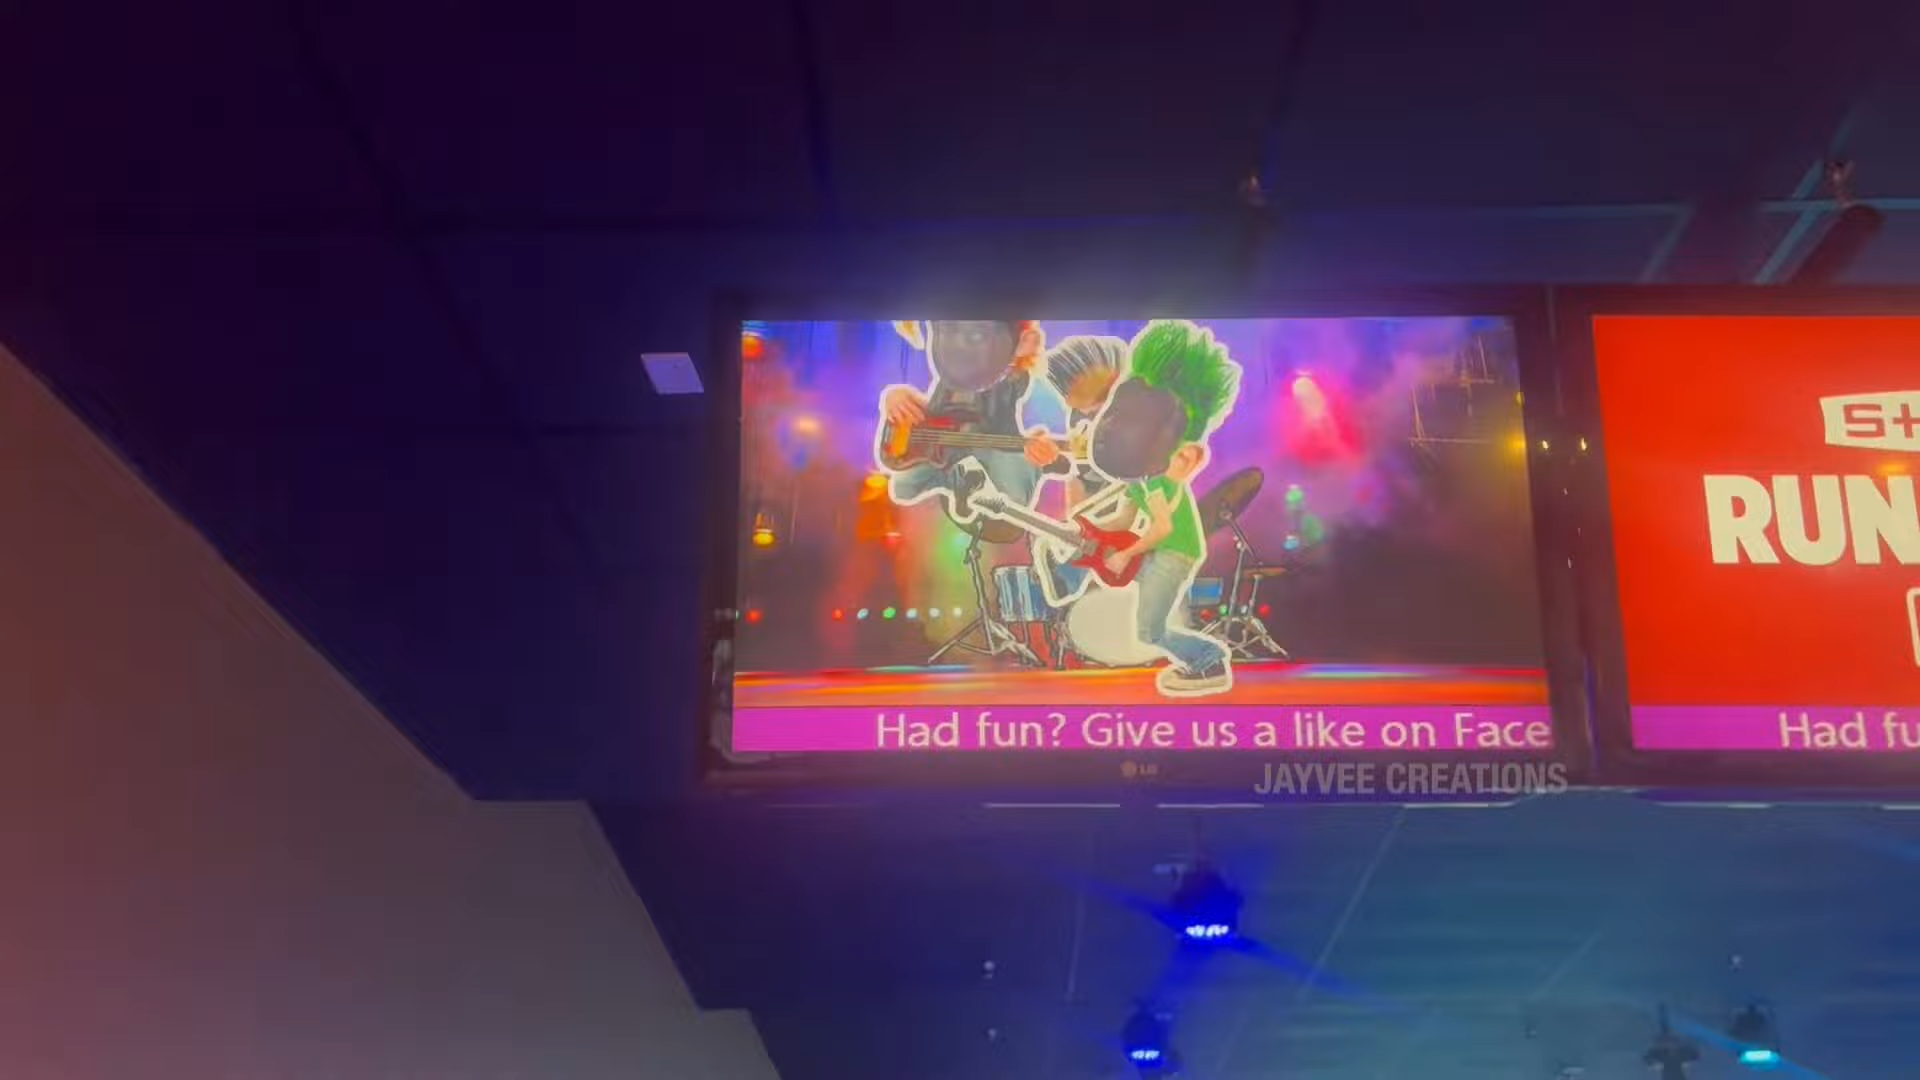 S+
RUN
Had fun? Give us a like on Face
Had fu
LG
JAYVEE CREATIONS